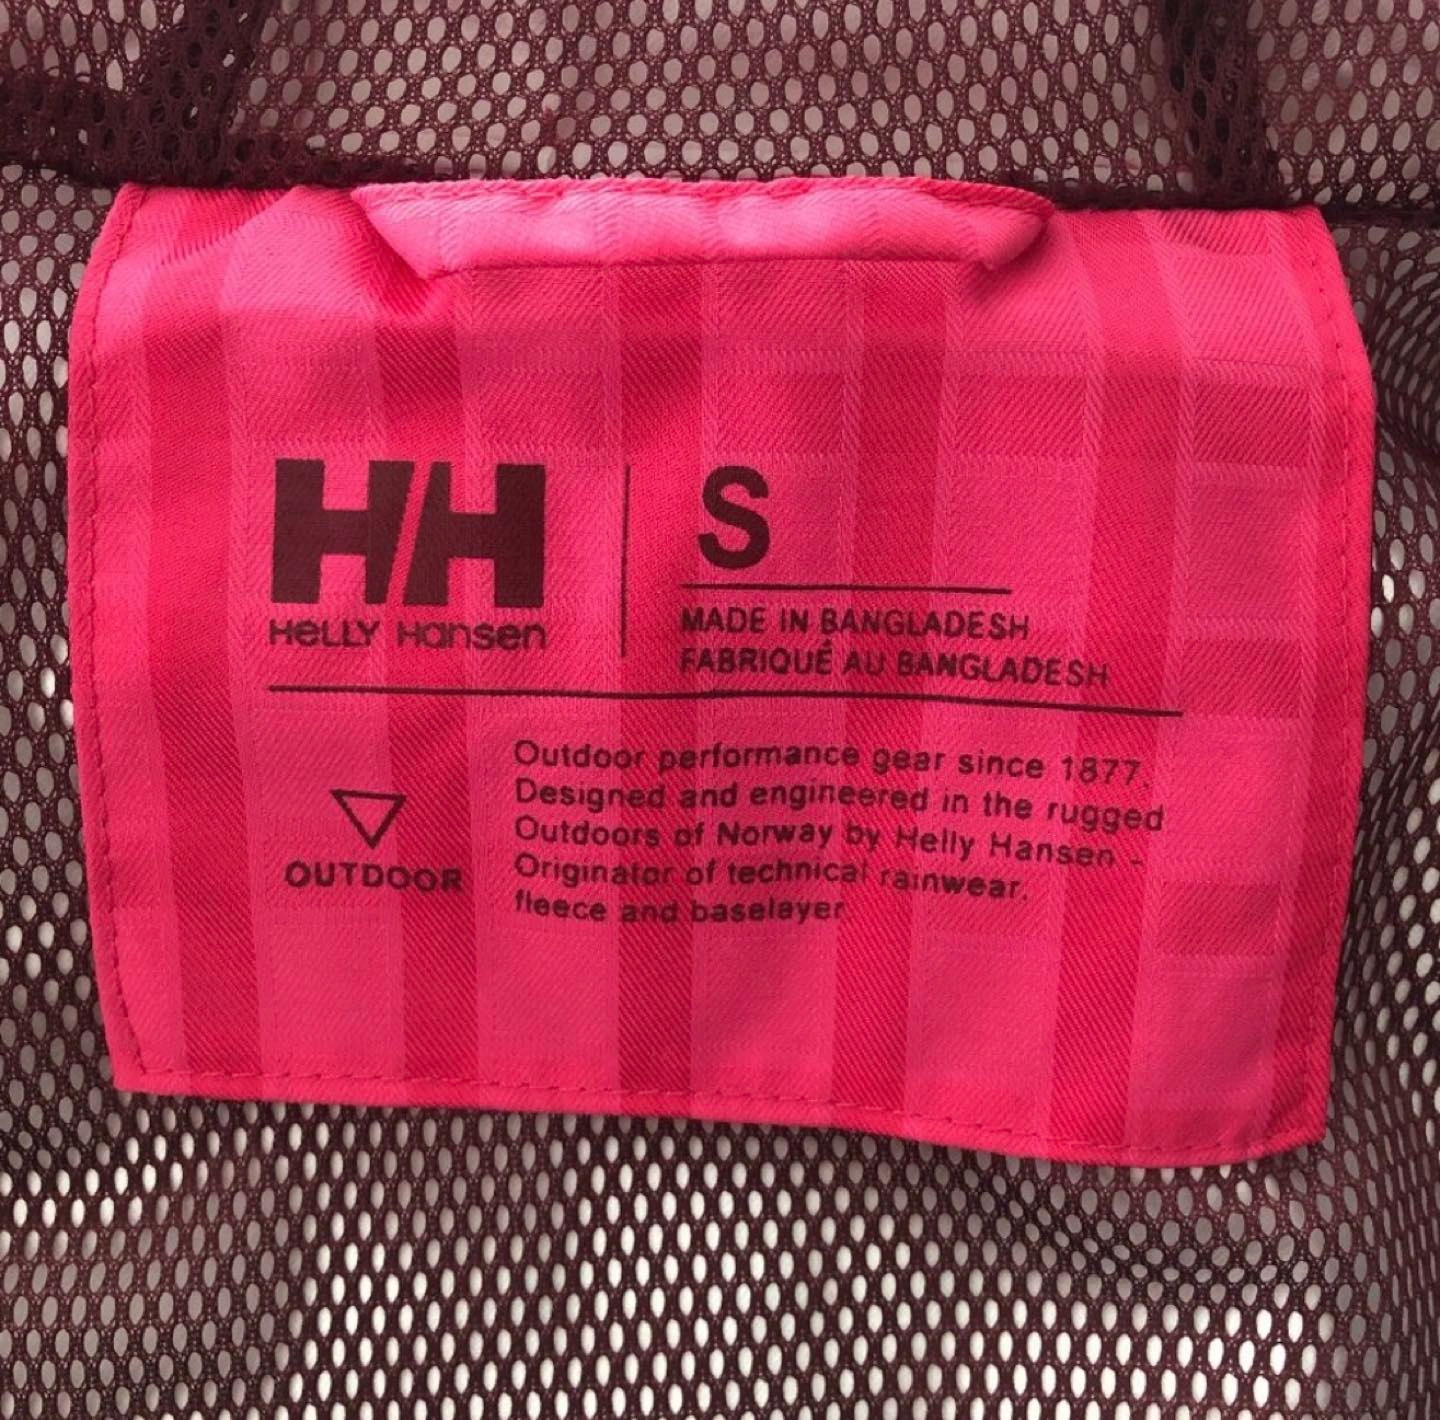 HH
HELLY HANSEN
S
MADE IN BANGLADESH
FABRIQUÉ AU BANGLADESH
OUTDOOR
Outdoor performance gear since 1877.
Designed and engineered in the rugged
Outdoors of Norway by Helly Hansen -
Originator of technical rainwear.
fleece and baselayer